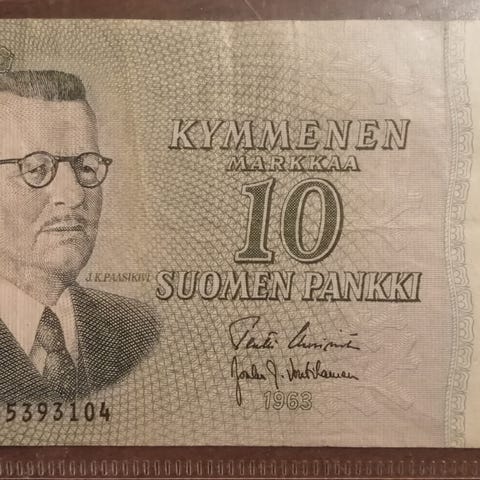 KYMMENEN
MARKKAA
10
SUOMEN PANKKI
J.K.PAASIKIVI
1963
5393104